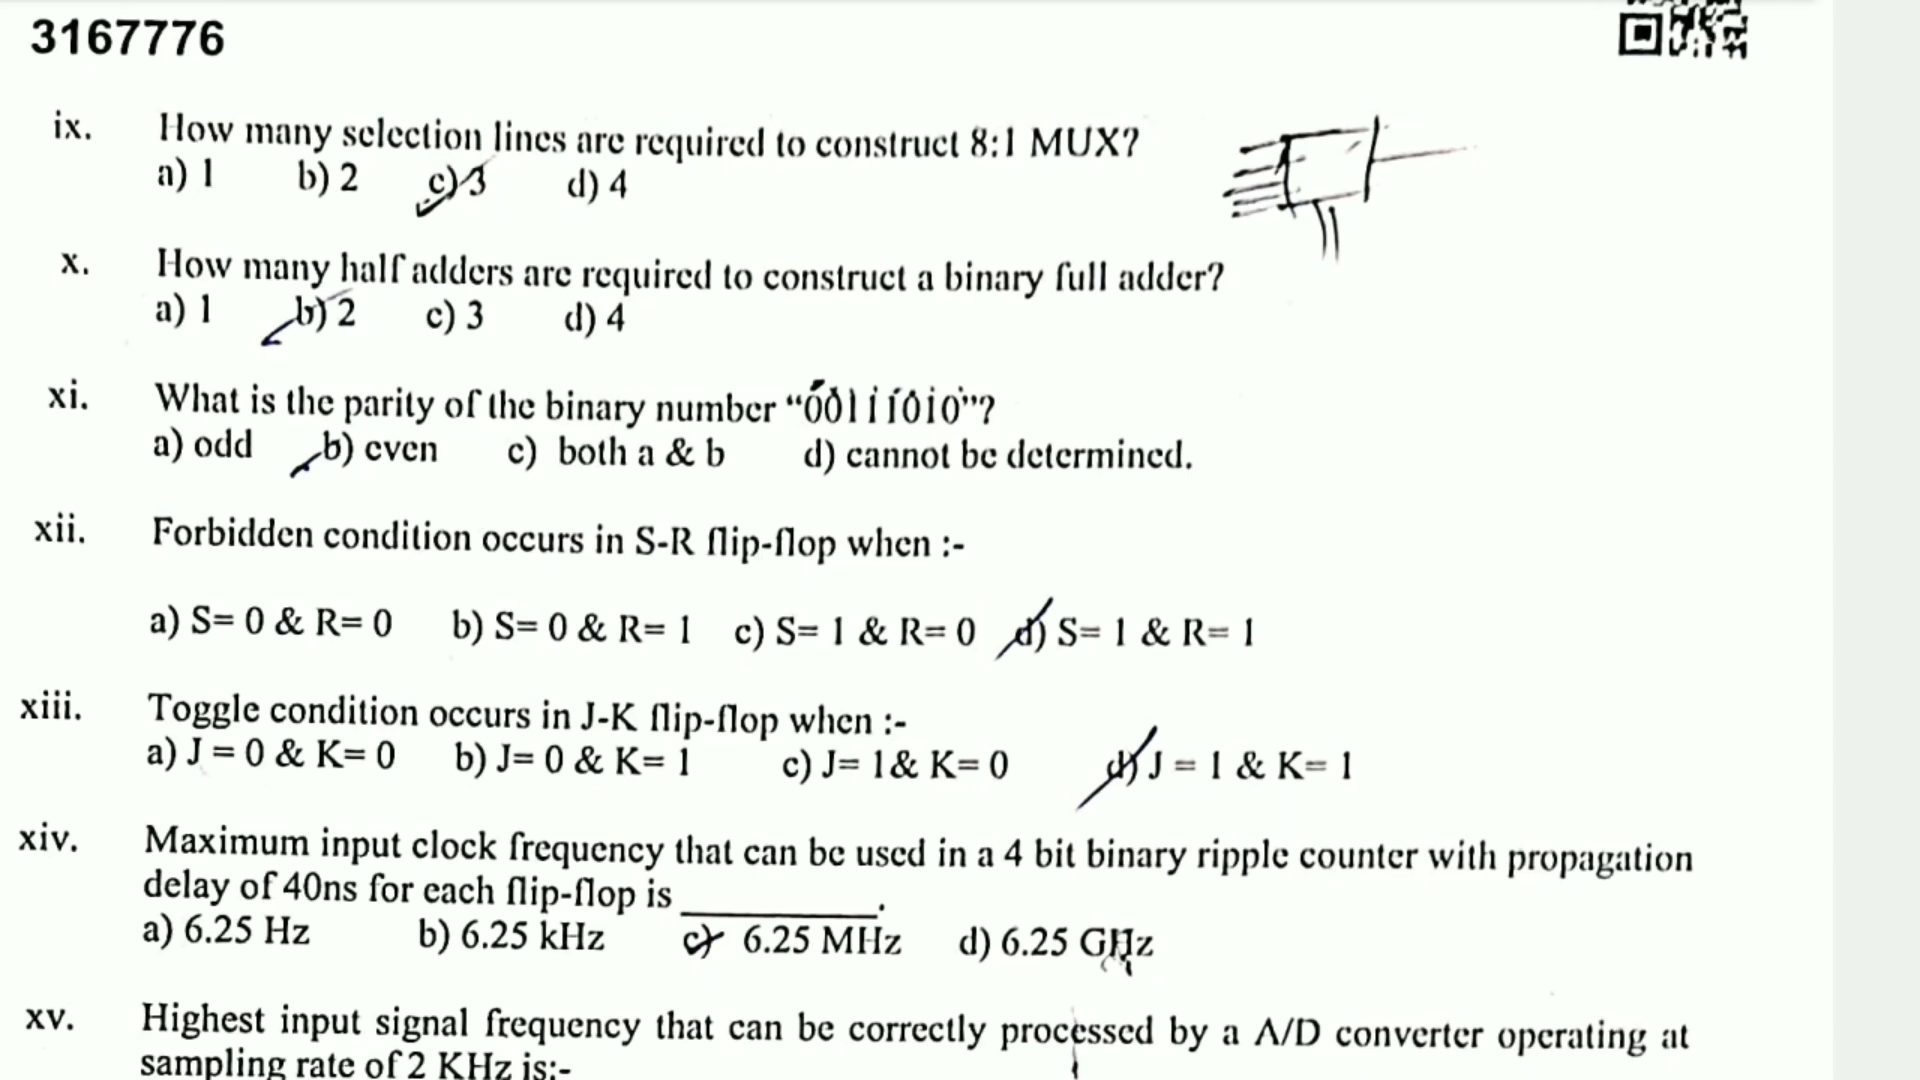 3167776
ix. How many selection lines are required to construct 8:1 MUX?
a) 1 b) 2 c) 3 d) 4
x. How many half adders are required to construct a binary full adder?
a) 1 b) 2 c) 3 d) 4
xi. What is the parity of the binary number “00111010”?
a) odd b) even c) both a & b d) cannot be determined.
xii. Forbidden condition occurs in S-R flip-flop when :-
a) S= 0 & R= 0 b) S= 0 & R= 1 c) S= 1 & R= 0 d) S= 1 & R= 1
xiii. Toggle condition occurs in J-K flip-flop when :-
a) J = 0 & K= 0 b) J= 0 & K= 1 c) J= 1& K= 0 d) J = 1 & K= 1
xiv. Maximum input clock frequency that can be used in a 4 bit binary ripple counter with propagation
delay of 40ns for each flip-flop is __________.
a) 6.25 Hz b) 6.25 kHz c) 6.25 MHz d) 6.25 GHz
xv. Highest input signal frequency that can be correctly processed by a A/D converter operating at
sampling rate of 2 KHz is:-